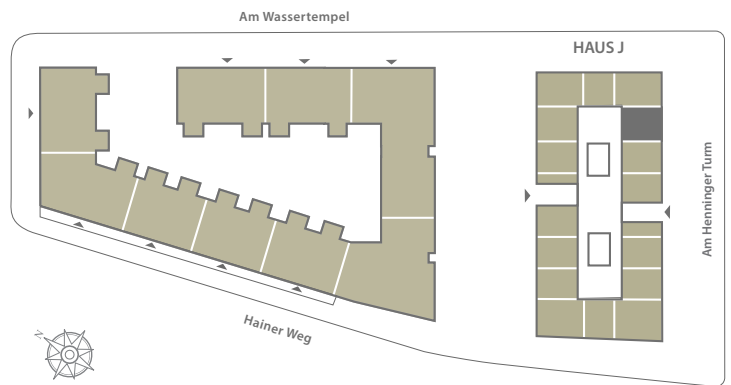 Am Wassertempel
HAUS J
Am Henninger Turm
Hainer Weg
N